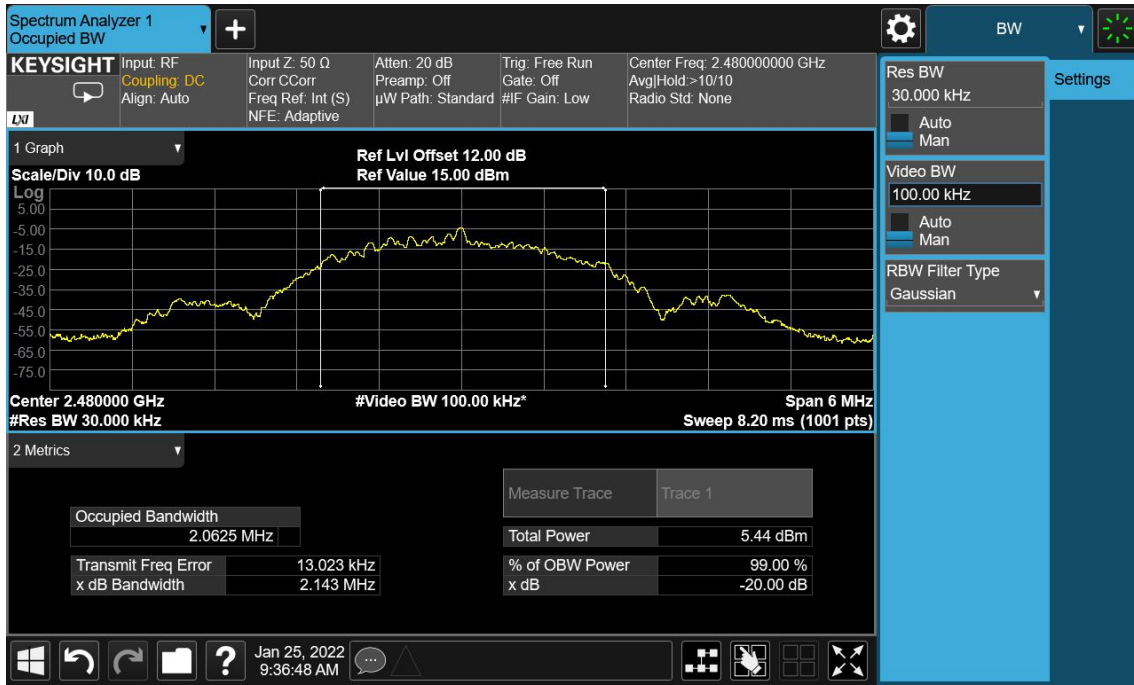 Spectrum Analyzer 1
Occupied BW
+
BW
KEYSIGHT
LXI
Input: RF
Coupling: DC
Align: Auto
Input Z: 50 Ω
Corr CCorr
Freq Ref: Int (S)
NFE: Adaptive
Atten: 20 dB
Preamp: Off
µW Path: Standard
Trig: Free Run
Gate: Off
#IF Gain: Low
Center Freq: 2.480000000 GHz
Avg|Hold:>10/10
Radio Std: None
Res BW
30.000 kHz
Auto
Man
Video BW
100.00 kHz
Auto
Man
RBW Filter Type
Gaussian
Settings
1 Graph
Scale/Div 10.0 dB
Ref Lvl Offset 12.00 dB
Ref Value 15.00 dBm
Log
5.00
-5.00
-15.0
-25.0
-35.0
-45.0
-55.0
-65.0
-75.0
Center 2.480000 GHz
#Res BW 30.000 kHz
#Video BW 100.00 kHz*
Span 6 MHz
Sweep 8.20 ms (1001 pts)
2 Metrics
Measure Trace Trace 1
Occupied Bandwidth
2.0625 MHz
Total Power 5.44 dBm
Transmit Freq Error 13.023 kHz
% of OBW Power 99.00 %
x dB Bandwidth 2.143 MHz
x dB -20.00 dB
?
Jan 25, 2022
9:36:48 AM